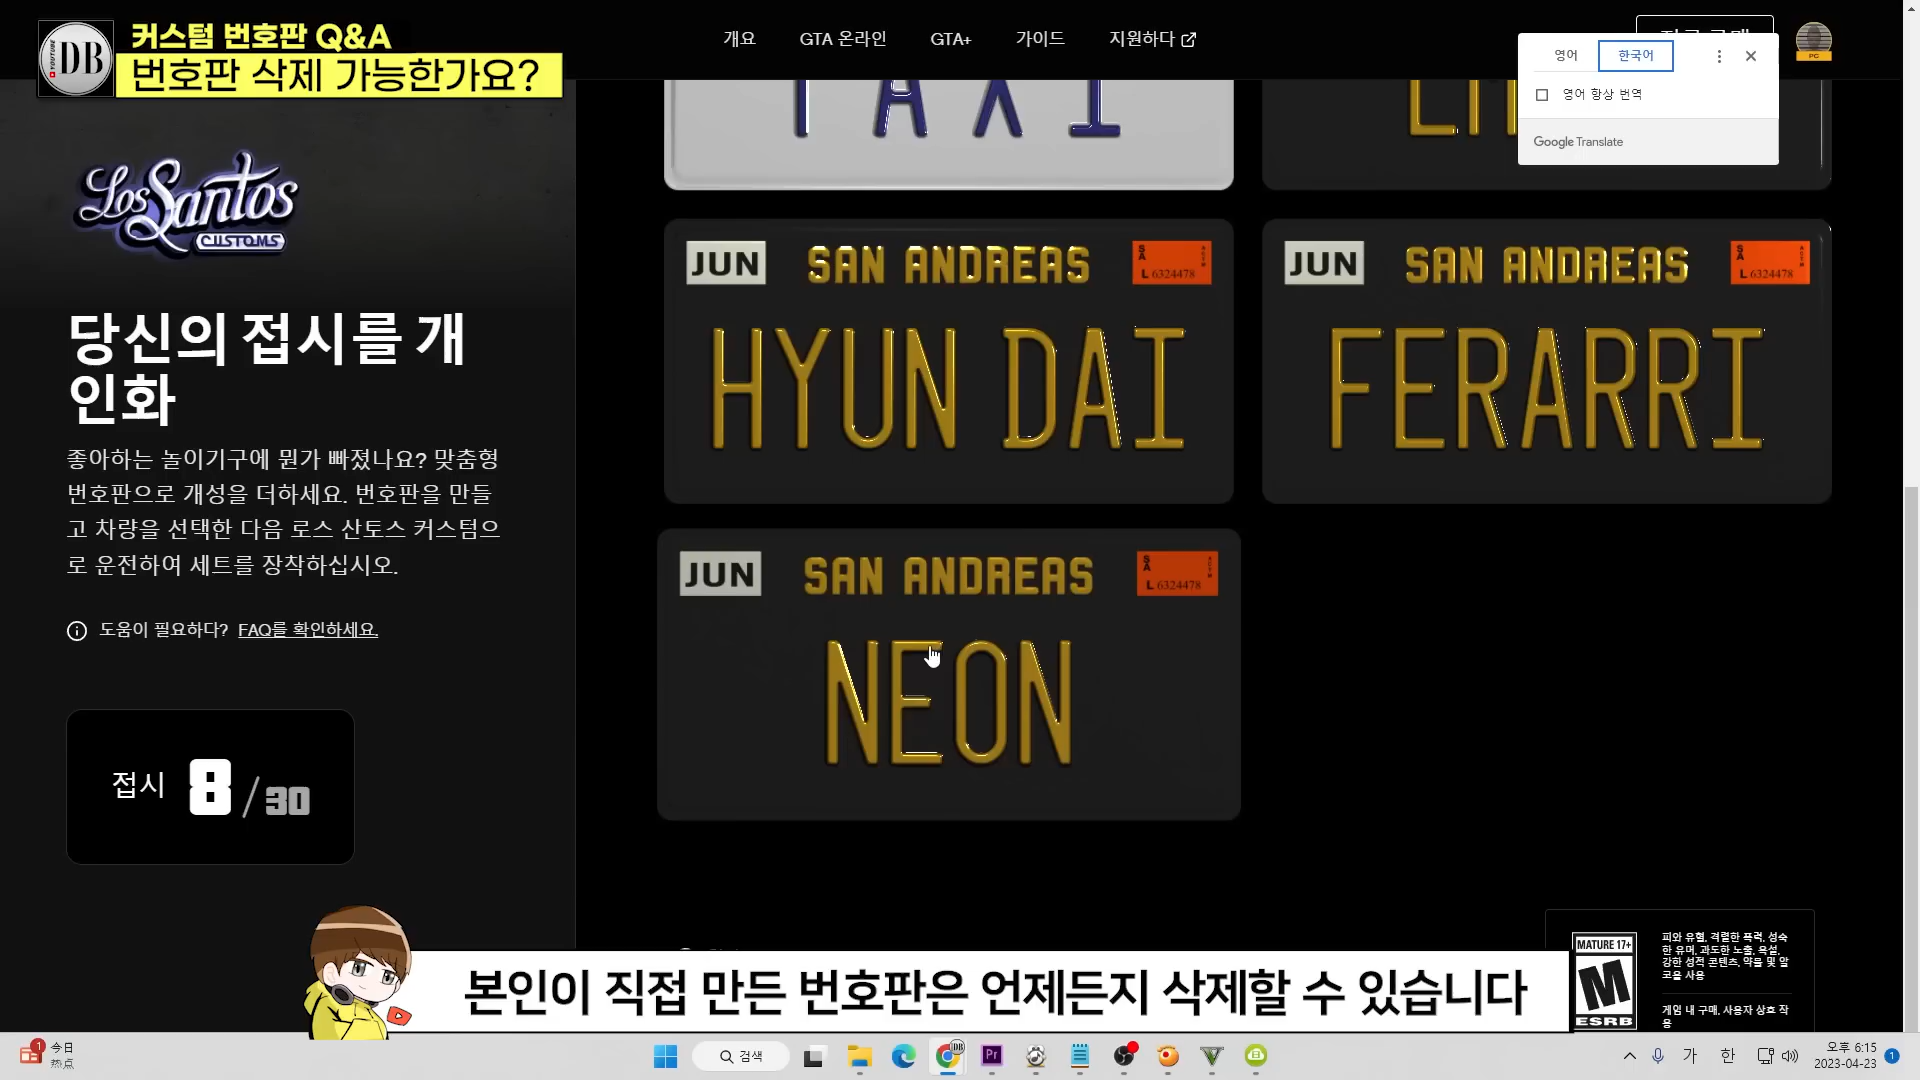 YOUTUBE
DB
커스텀 번호판 Q&A
번호판 삭제 가능한가요?
개요
GTA 온라인
GTA+
가이드
지원하다
PC
영어
한국어
영어 항상 번역
Google Translate
Los Santos
CUSTOMS
당신의 접시를 개
인화
좋아하는 놀이기구에 뭔가 빠졌나요? 맞춤형
번호판으로 개성을 더하세요. 번호판을 만들
고 차량을 선택한 다음 로스 산토스 커스텀으
로 운전하여 세트를 장착하십시오.
도움이 필요하다? FAQ를 확인하세요.
접시 8 / 30
TAXI
JUN
SAN ANDREAS
SA
L 6324478
HYUN DAI
JUN
SAN ANDREAS
SA
L 6324478
FERARRI
JUN
SAN ANDREAS
SA
L 6324478
NEON
MATURE 17+
M
ESRB
피와 유혈, 격렬한 폭력, 성숙
한 유머, 과도한 노출, 욕설,
강한 성적 콘텐츠, 약물 및 알
코올 사용
게임 내 구매, 사용자 상호 작
용
본인이 직접 만든 번호판은 언제든지 삭제할 수 있습니다
1
今日
热点
검색
DB
Pr
가
한
오후 6:15
2023-04-23
1